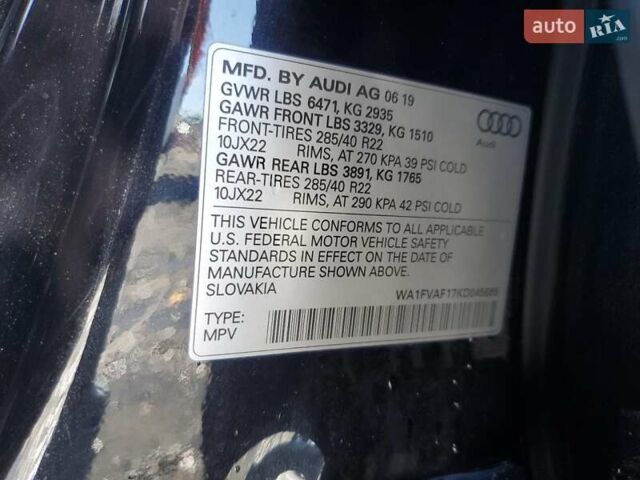 auto RIA.com
MFD. BY AUDI AG 06 19
GVWR LBS 6471, KG 2935
GAWR FRONT LBS 3329, KG 1510
FRONT-TIRES 285/40 R22
10JX22 RIMS, AT 270 KPA 39 PSI COLD
GAWR REAR LBS 3891, KG 1765
REAR-TIRES 285/40 R22
10JX22 RIMS, AT 290 KPA 42 PSI COLD
Audi
THIS VEHICLE CONFORMS TO ALL APPLICABLE
U.S. FEDERAL MOTOR VEHICLE SAFETY
STANDARDS IN EFFECT ON THE DATE OF
MANUFACTURE SHOWN ABOVE.
SLOVAKIA
TYPE:
MPV